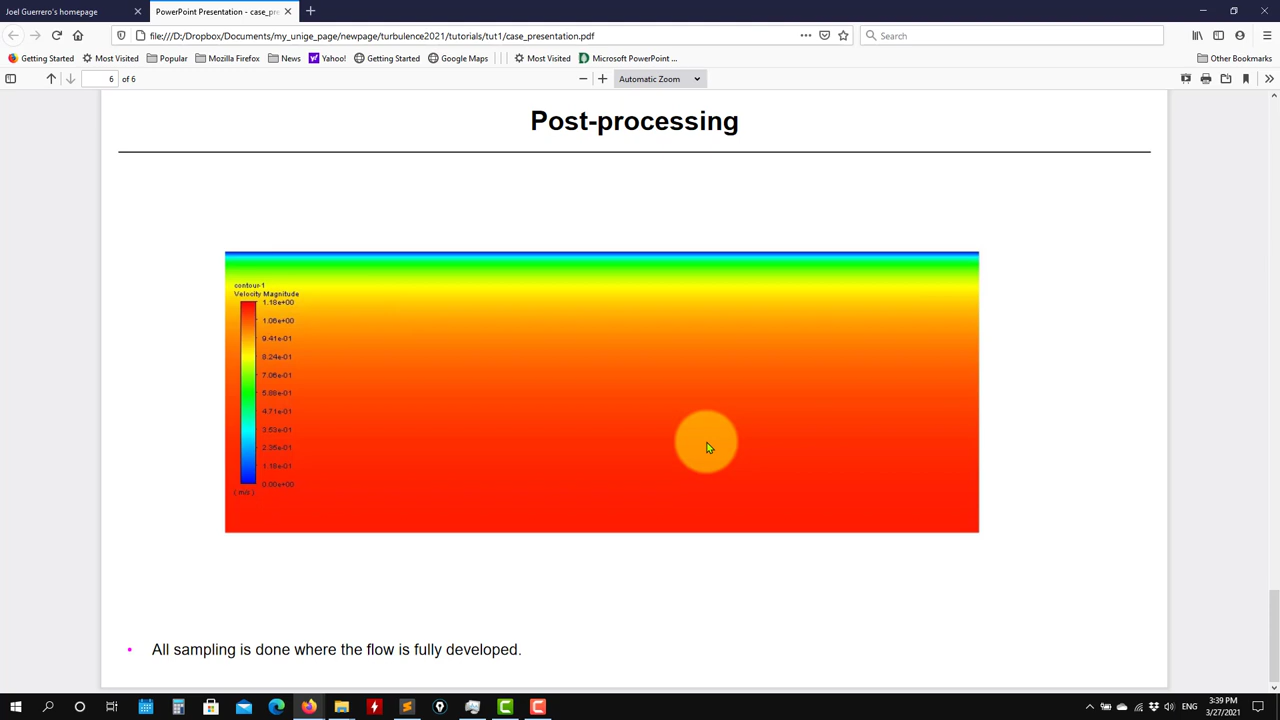 Joel Guerrero's homepage
PowerPoint Presentation - case_pre
file:///D:/Dropbox/Documents/my_unige_page/newpage/turbulence2021/tutorials/tut1/case_presentation.pdf
Search
Getting Started
Most Visited
Popular
Mozilla Firefox
News
Yahoo!
Getting Started
Google Maps
Most Visited
Microsoft PowerPoint ...
Other Bookmarks
6 of 6
Automatic Zoom
Post-processing
contour-1
Velocity Magnitude
1.18e+00
1.06e+00
9.41e-01
8.24e-01
7.06e-01
5.88e-01
4.71e-01
3.53e-01
2.35e-01
1.18e-01
0.00e+00
( m/s )
• All sampling is done where the flow is fully developed.
ENG
3:39 PM
3/27/2021